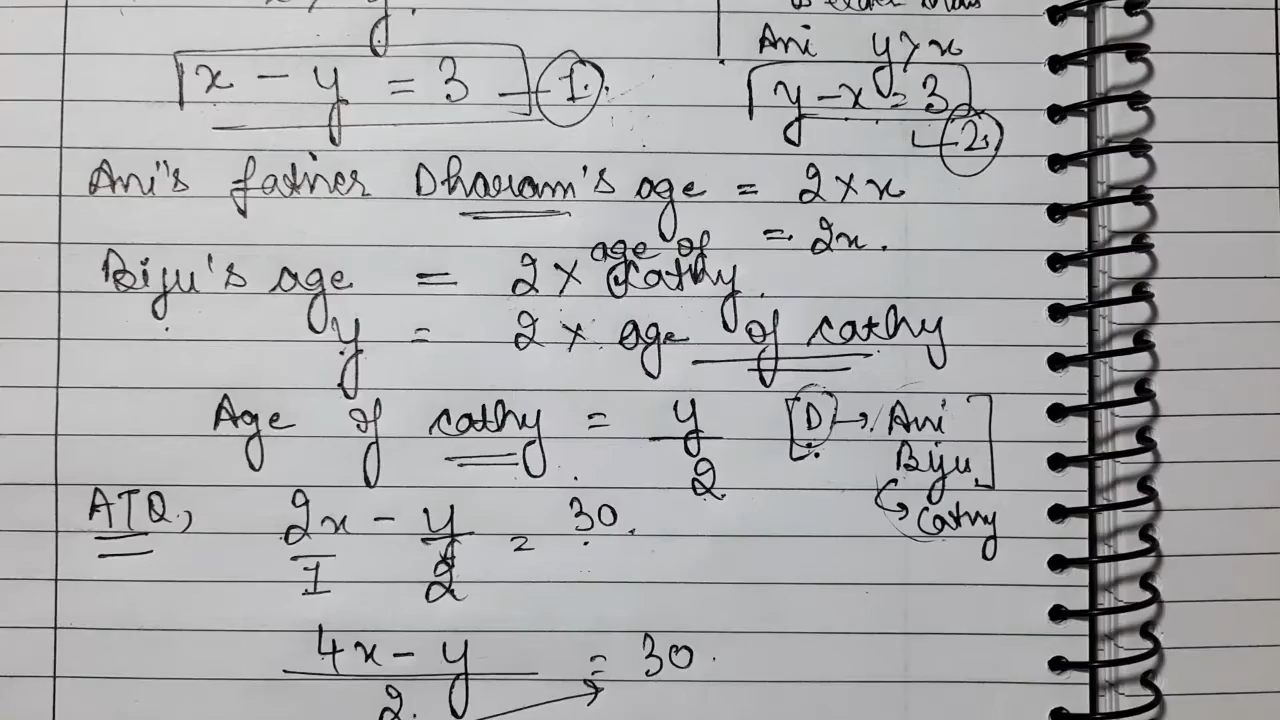 Ani y > x
x - y = 3 - 1.
y - x = 3
2.
Ani's father Dharam's age = 2 × x
= 2x.
Biju's age = 2 × age of Cathy.
y = 2 × age of cathy
Age of cathy = y/2 [D → Ani
Biju]
Cathy
ATQ, 2x/1 - y/2 = 30.
4x - y / 2. = 30.